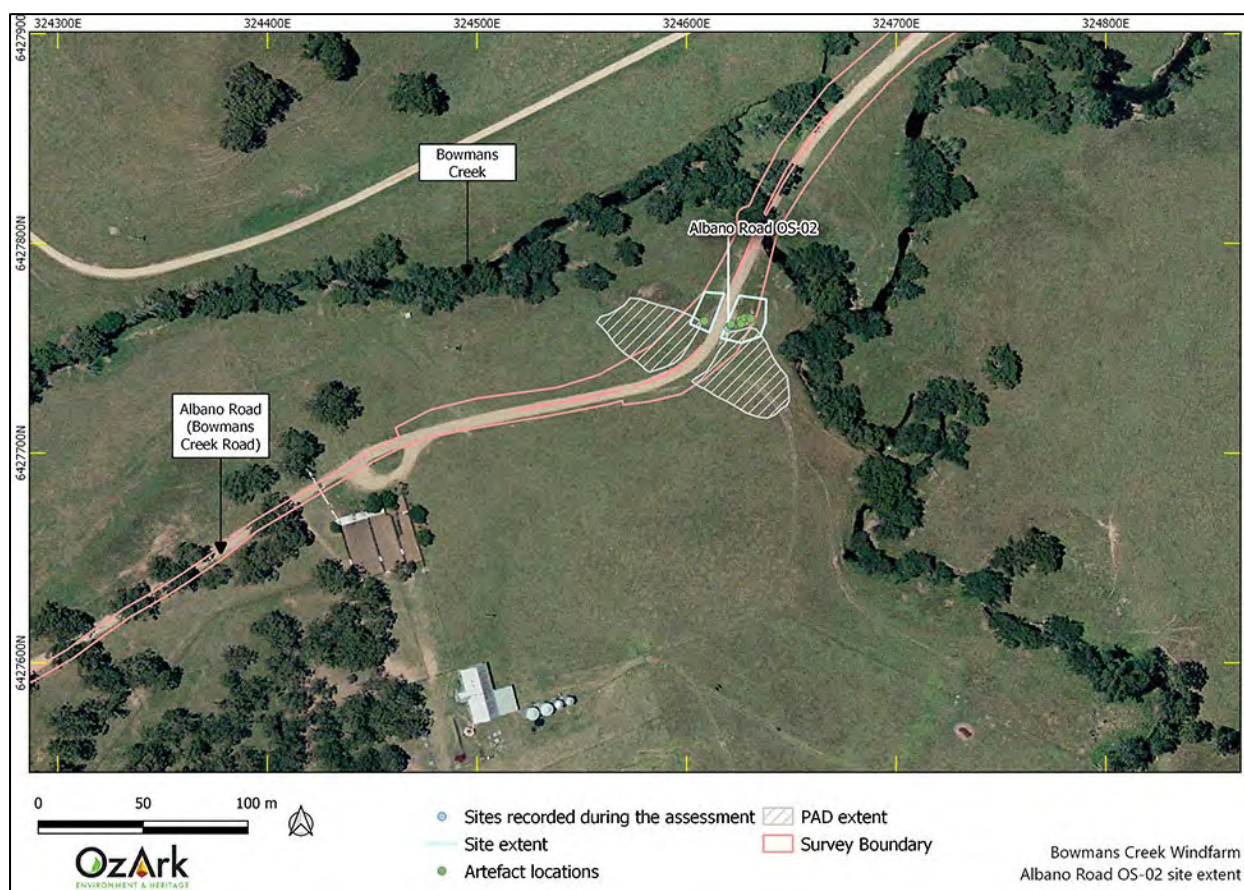 324300E 324400E 324500E 324600E 324700E 324800E
6427900N
Bowmans
Creek
Albano Road OS-02
6427800N
Albano Road
(Bowmans
Creek Road)
6427700N
6427600N
0 50 100 m
Sites recorded during the assessment
Site extent
Artefact locations
PAD extent
Survey Boundary
OzArk
ENVIRONMENT & HERITAGE
Bowmans Creek Windfarm
Albano Road OS-02 site extent